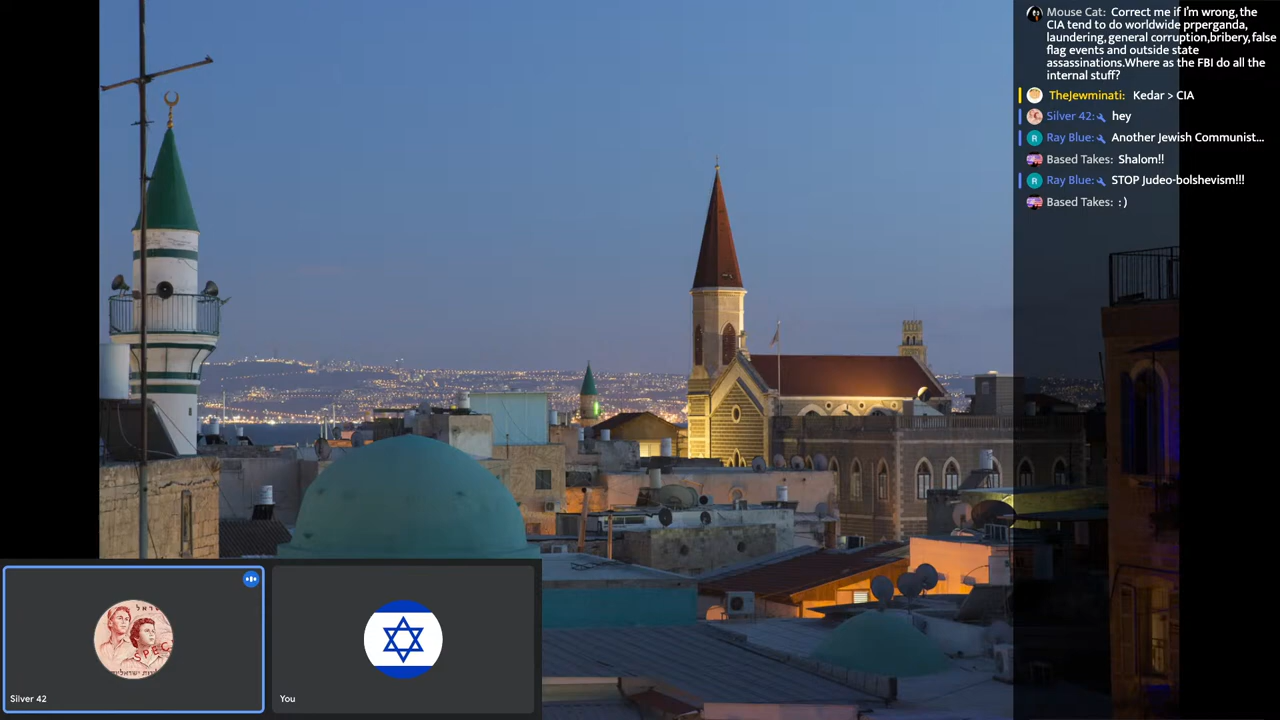 Mouse Cat: Correct me if I'm wrong, the
CIA tend to do worldwide prperganda,
laundering, general corruption,bribery, false
flag events and outside state
assassinations.Where as the FBI do all the
internal stuff?
TheJewminati: Kedar > CIA
Silver 42: hey
R Ray Blue: Another Jewish Communist...
Based Takes: Shalom!!
R Ray Blue: STOP Judeo-bolshevism!!!
Based Takes: :)
SPEC
Silver 42
You